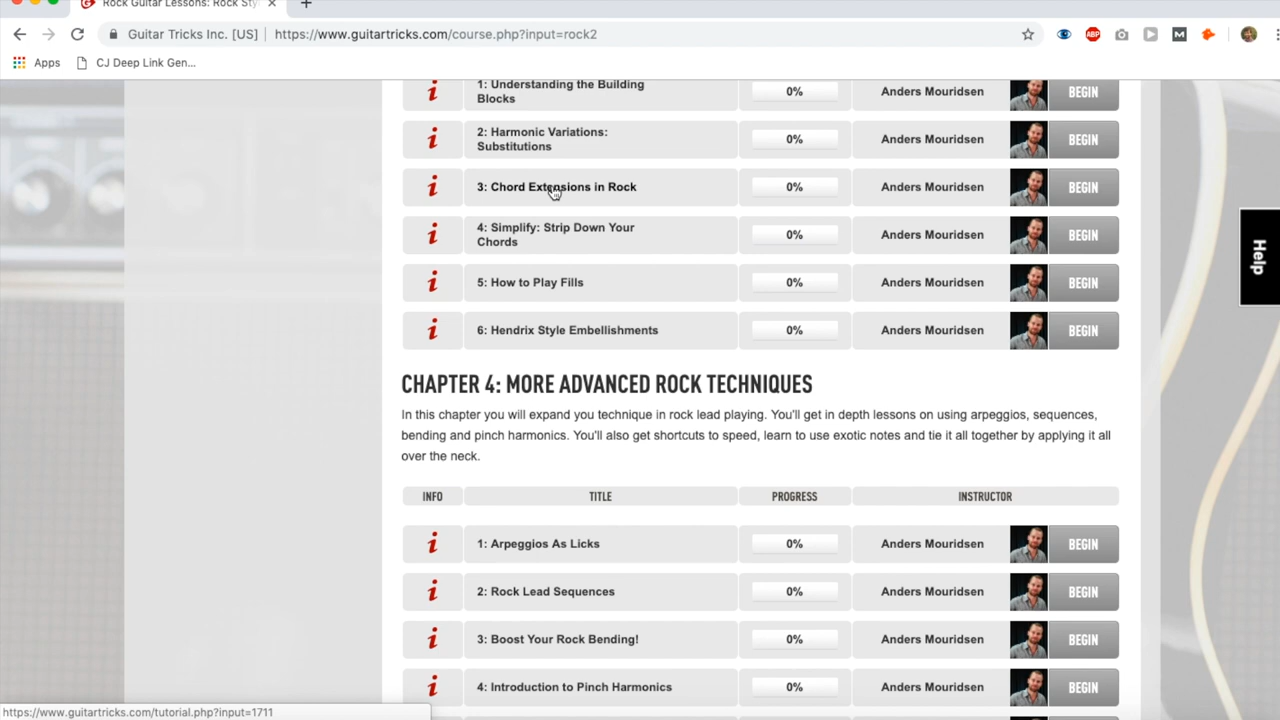 Rock Guitar Lessons: Rock Sty
Guitar Tricks Inc. [US] | https://www.guitartricks.com/course.php?input=rock2
ABP
M
Apps CJ Deep Link Gen...
i 1: Understanding the Building Blocks 0% Anders Mouridsen BEGIN
i 2: Harmonic Variations: Substitutions 0% Anders Mouridsen BEGIN
i 3: Chord Extensions in Rock 0% Anders Mouridsen BEGIN
i 4: Simplify: Strip Down Your Chords 0% Anders Mouridsen BEGIN
i 5: How to Play Fills 0% Anders Mouridsen BEGIN
i 6: Hendrix Style Embellishments 0% Anders Mouridsen BEGIN
Help
CHAPTER 4: MORE ADVANCED ROCK TECHNIQUES
In this chapter you will expand you technique in rock lead playing. You'll get in depth lessons on using arpeggios, sequences,
bending and pinch harmonics. You'll also get shortcuts to speed, learn to use exotic notes and tie it all together by applying it all
over the neck.
INFO TITLE PROGRESS INSTRUCTOR
i 1: Arpeggios As Licks 0% Anders Mouridsen BEGIN
i 2: Rock Lead Sequences 0% Anders Mouridsen BEGIN
i 3: Boost Your Rock Bending! 0% Anders Mouridsen BEGIN
i 4: Introduction to Pinch Harmonics 0% Anders Mouridsen BEGIN
https://www.guitartricks.com/tutorial.php?input=1711